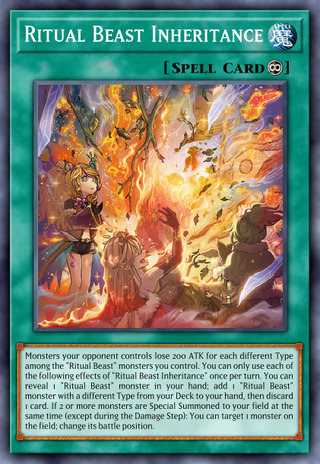 Ritual Beast Inheritance 魔
[Spell Card]
Monsters your opponent controls lose 200 ATK for each different Type
among the "Ritual Beast" monsters you control. You can only use each of
the following effects of "Ritual Beast Inheritance" once per turn. You can
reveal 1 "Ritual Beast" monster in your hand; add 1 "Ritual Beast"
monster with a different Type from your Deck to your hand, then discard
1 card. If 2 or more monsters are Special Summoned to your field at the
same time (except during the Damage Step): You can target 1 monster on
the field; change its battle position.